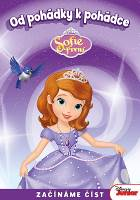 Od pohádky k pohádce
Sofie
První
ZAČÍNÁME ČÍST
Disney
Junior